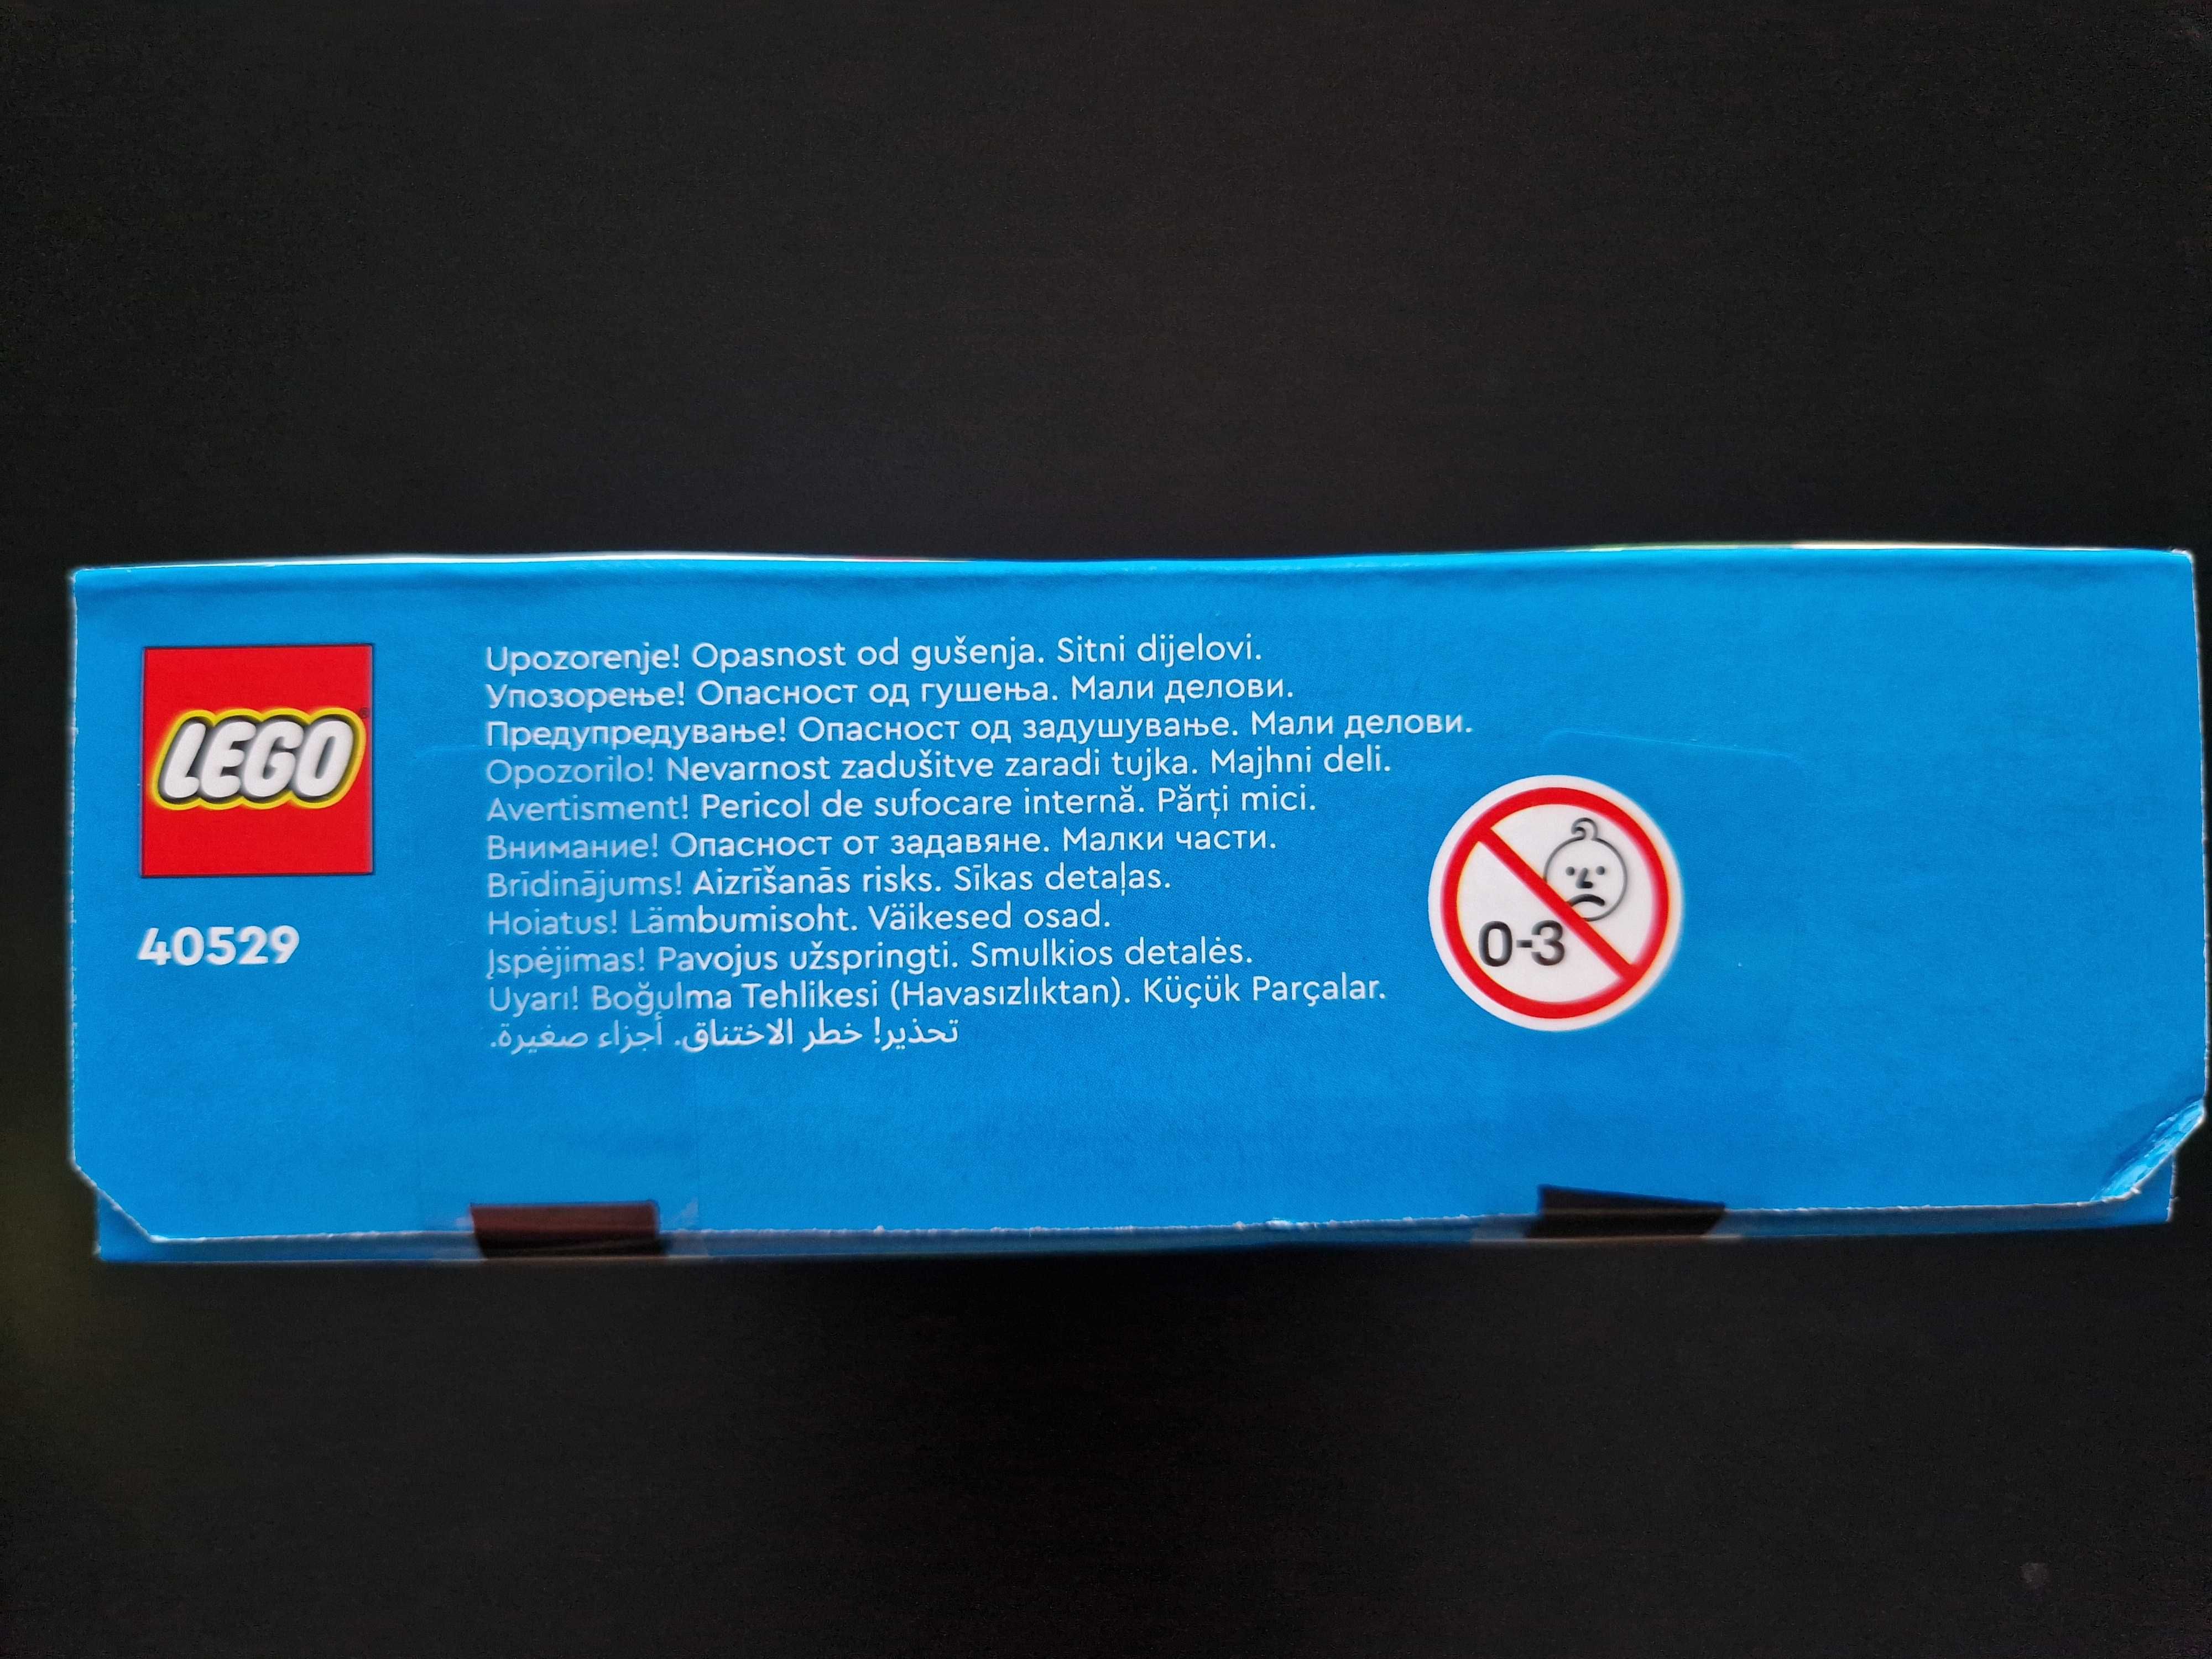 LEGO
40529
Upozorenje! Opasnost od gušenja. Sitni dijelovi.
Упозорење! Опасност од гушења. Мали делови.
Предупредување! Опасност од задушување. Мали делови.
Opozorilo! Nevarnost zadušitve zaradi tujka. Majhni deli.
Avertisment! Pericol de sufocare internă. Părți mici.
Внимание! Опасност от задавяне. Малки части.
Brīdinājums! Aizrīšanās risks. Sīkas detaļas.
Hoiatus! Lämbumisoht. Väikesed osad.
Įspėjimas! Pavojus užspringti. Smulkios detalės.
Uyarı! Boğulma Tehlikesi (Havasızlıktan). Küçük Parçalar.
تحذير! خطر الاختناق. أجزاء صغيرة.
0-3